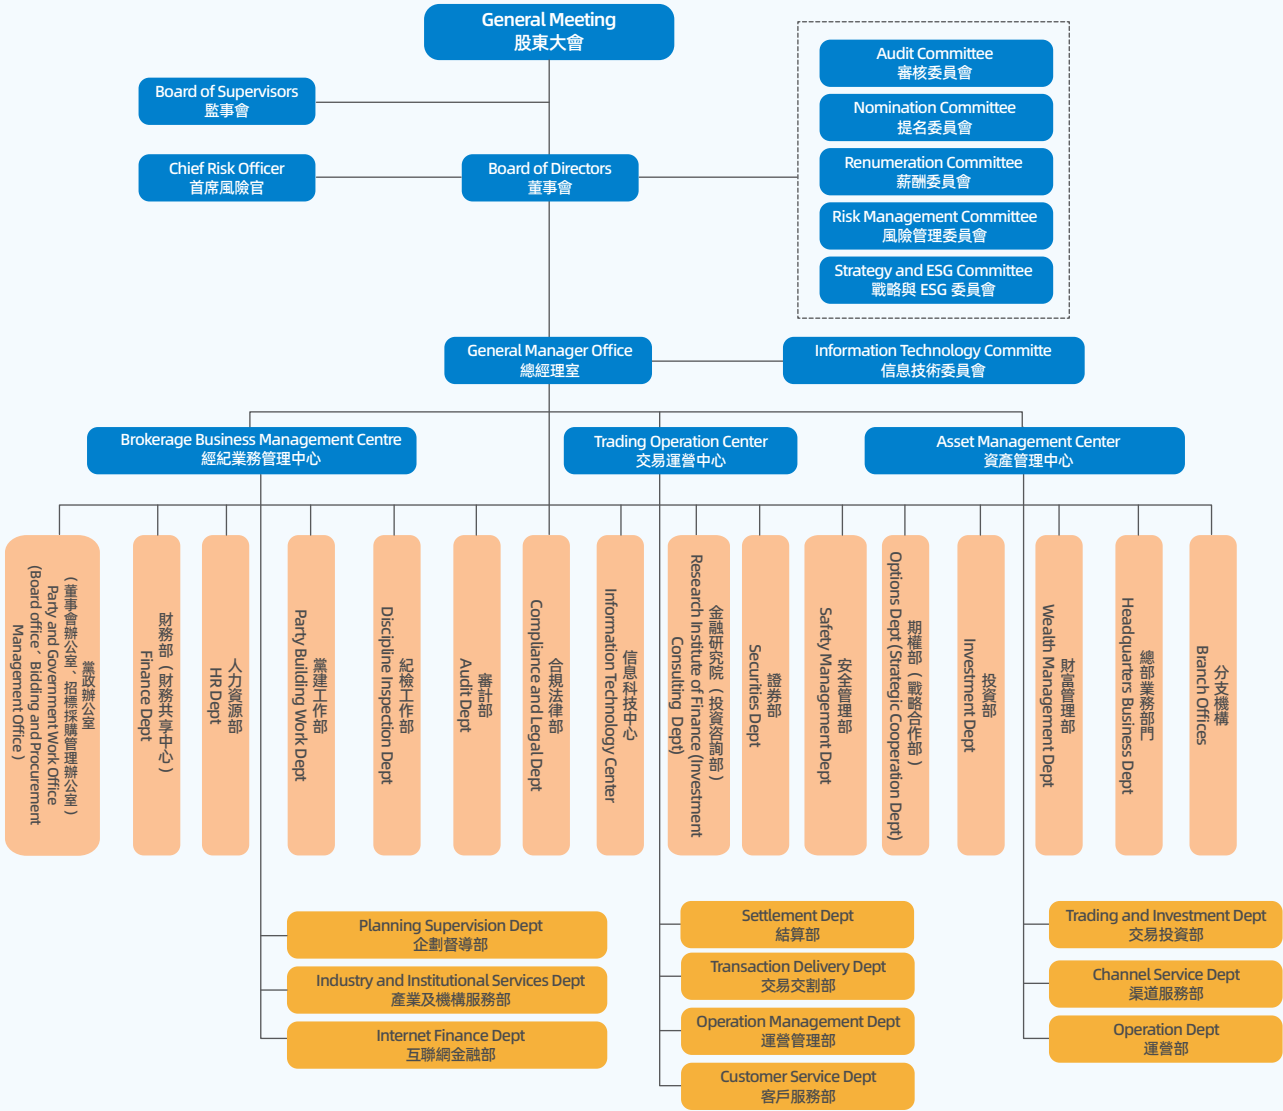 General Meeting
股東大會
Board of Supervisors
監事會
Chief Risk Officer
首席風險官
Board of Directors
董事會
Audit Committee
審核委員會
Nomination Committee
提名委員會
Renumeration Committee
薪酬委員會
Risk Management Committee
風險管理委員會
Strategy and ESG Committee
戰略與 ESG 委員會
General Manager Office
總經理室
Information Technology Committe
信息技術委員會
Brokerage Business Management Centre
經紀業務管理中心
Trading Operation Center
交易運營中心
Asset Management Center
資產管理中心
黨政辦公室
(董事會辦公室、招標採購管理辦公室)
Party and Government Work Office
(Board office、Bidding and Procurement
Management Office)
財務部(財務共享中心)
Finance Dept
人力資源部
HR Dept
黨建工作部
Party Building Work Dept
紀檢工作部
Discipline Inspection Dept
審計部
Audit Dept
合規法律部
Compliance and Legal Dept
信息科技中心
Information Technology Center
金融研究院(投資咨詢部)
Research Institute of Finance (Investment
Consulting Dept)
證券部
Securities Dept
安全管理部
Safety Management Dept
期權部(戰略合作部)
Options Dept (Strategic Cooperation Dept)
投資部
Investment Dept
財富管理部
Wealth Management Dept
總部業務部門
Headquarters Business Dept
分支機構
Branch Offices
Planning Supervision Dept
企劃督導部
Industry and Institutional Services Dept
產業及機構服務部
Internet Finance Dept
互聯網金融部
Settlement Dept
結算部
Transaction Delivery Dept
交易交割部
Operation Management Dept
運營管理部
Customer Service Dept
客戶服務部
Trading and Investment Dept
交易投資部
Channel Service Dept
渠道服務部
Operation Dept
運營部